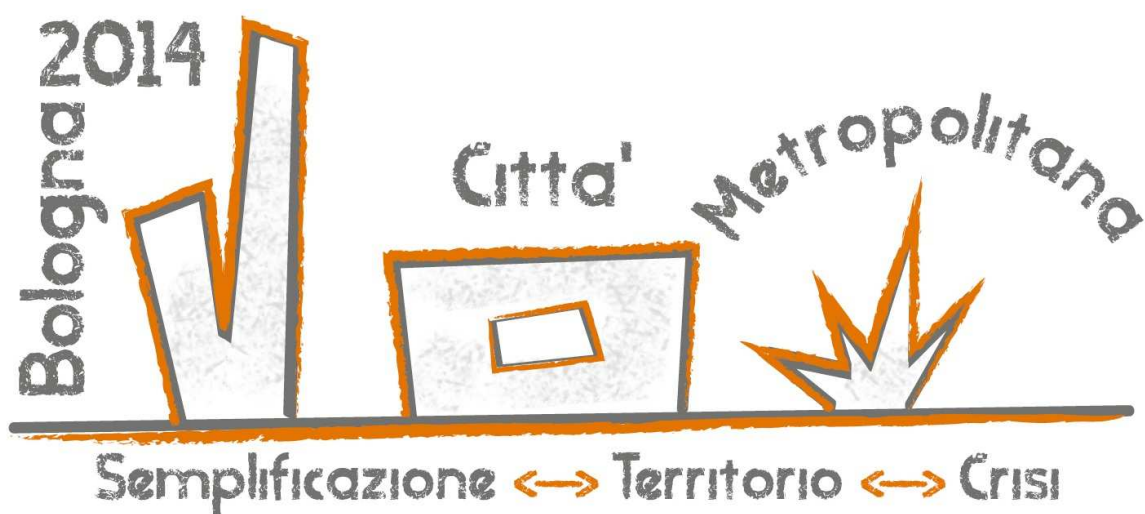 Bologna
2014
Citta'
Metropolitana
Semplificazione <-> Territorio <-> Crisi